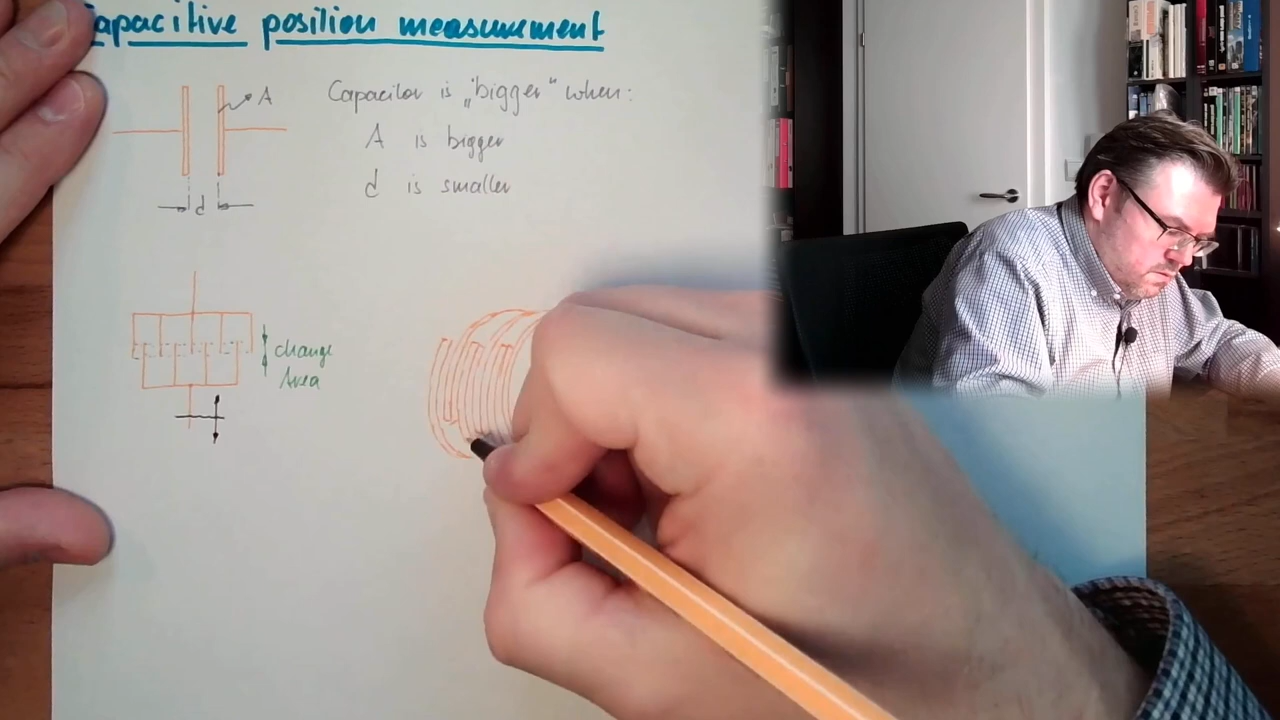 apacitive position measurement
A
Capacitor is „bigger“ when:
A is bigger
d is smaller
d
change
Area